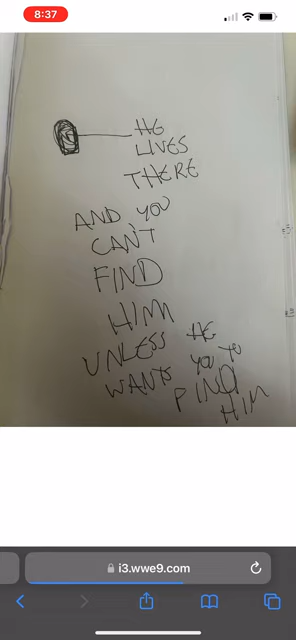 8:37
HE
LIVES
THERE
AND YOU
CAN'T
FIND
HIM
UNLESS HE
WANTS YOU TO
PIND
HIM
i3.wwe9.com